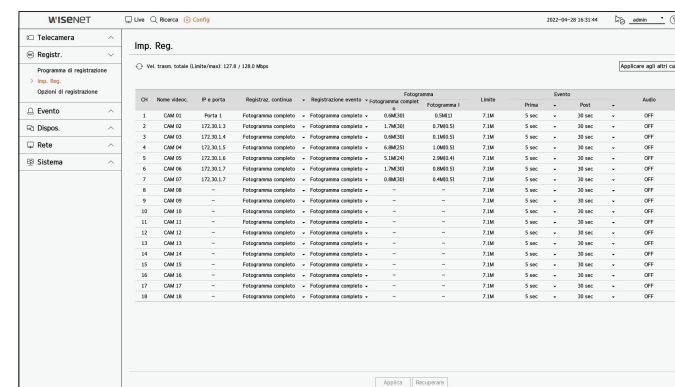 WISENET Live Ricerca Config 2022-04-28 16:31:44 admin
Telecamera
Registr.
Programma di registrazione
> Imp. Reg.
Opzioni di registrazione
Evento
Dispos.
Rete
Sistema
Imp. Reg.
Vel. trasm. totale (Limite/max): 127.8 / 128.0 Mbps
Applicare agli altri ca
CH Nome videoc. IP e porta Registraz. continua Registrazione evento Fotogramma Limite Evento Audio
Fotogramma completo Fotogramma I Prima Post
1 CAM 01 Porta 1 Fotogramma completo Fotogramma completo 0.6M(30) 0.5M(1) 7.1M 5 sec 30 sec OFF
2 CAM 02 172.30.1.3 Fotogramma completo Fotogramma completo 1.7M(30) 0.7M(0.5) 7.1M 5 sec 30 sec OFF
3 CAM 03 172.30.1.4 Fotogramma completo Fotogramma completo 0.6M(30) 0.1M(0.5) 7.1M 5 sec 30 sec OFF
4 CAM 04 172.30.1.5 Fotogramma completo Fotogramma completo 6.8M(25) 1.0M(0.5) 7.1M 5 sec 30 sec OFF
5 CAM 05 172.30.1.6 Fotogramma completo Fotogramma completo 5.1M(24) 2.9M(0.4) 7.1M 5 sec 30 sec OFF
6 CAM 06 172.30.1.7 Fotogramma completo Fotogramma completo 1.7M(30) 0.8M(0.5) 7.1M 5 sec 30 sec OFF
7 CAM 07 172.30.1.7 Fotogramma completo Fotogramma completo 0.8M(30) 0.4M(0.5) 7.1M 5 sec 30 sec OFF
8 CAM 08 - Fotogramma completo Fotogramma completo - - 7.1M 5 sec 30 sec OFF
9 CAM 09 - Fotogramma completo Fotogramma completo - - 7.1M 5 sec 30 sec OFF
10 CAM 10 - Fotogramma completo Fotogramma completo - - 7.1M 5 sec 30 sec OFF
11 CAM 11 - Fotogramma completo Fotogramma completo - - 7.1M 5 sec 30 sec OFF
12 CAM 12 - Fotogramma completo Fotogramma completo - - 7.1M 5 sec 30 sec OFF
13 CAM 13 - Fotogramma completo Fotogramma completo - - 7.1M 5 sec 30 sec OFF
14 CAM 14 - Fotogramma completo Fotogramma completo - - 7.1M 5 sec 30 sec OFF
15 CAM 15 - Fotogramma completo Fotogramma completo - - 7.1M 5 sec 30 sec OFF
16 CAM 16 - Fotogramma completo Fotogramma completo - - 7.1M 5 sec 30 sec OFF
17 CAM 17 - Fotogramma completo Fotogramma completo - - 7.1M 5 sec 30 sec OFF
18 CAM 18 - Fotogramma completo Fotogramma completo - - 7.1M 5 sec 30 sec OFF
Applica Recuperare